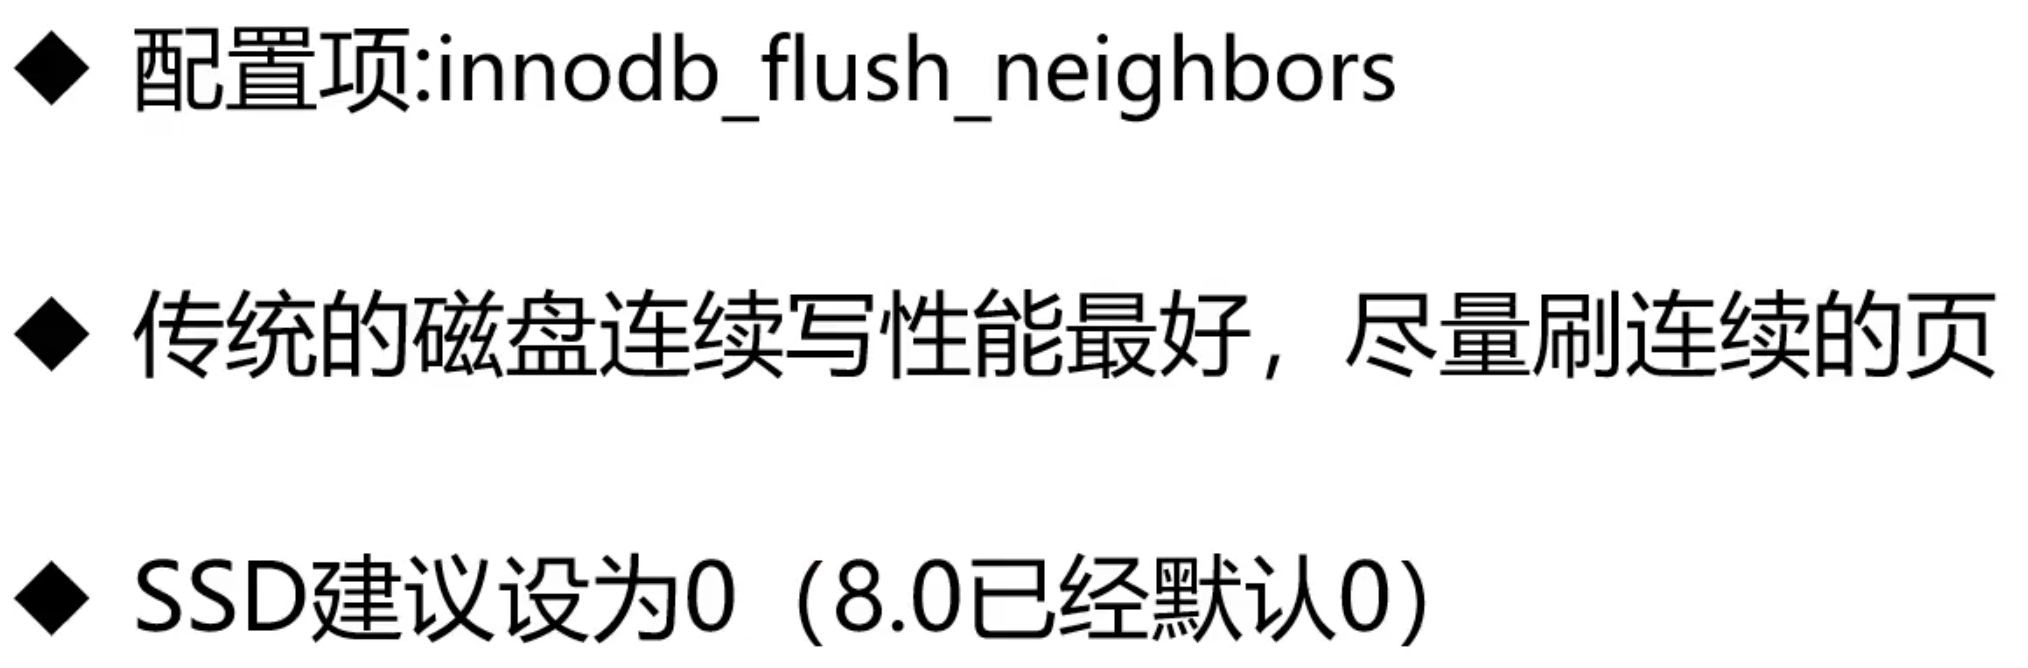 ◆ 配置项:innodb_flush_neighbors
◆ 传统的磁盘连续写性能最好，尽量刷连续的页
◆ SSD建议设为0（8.0已经默认0）